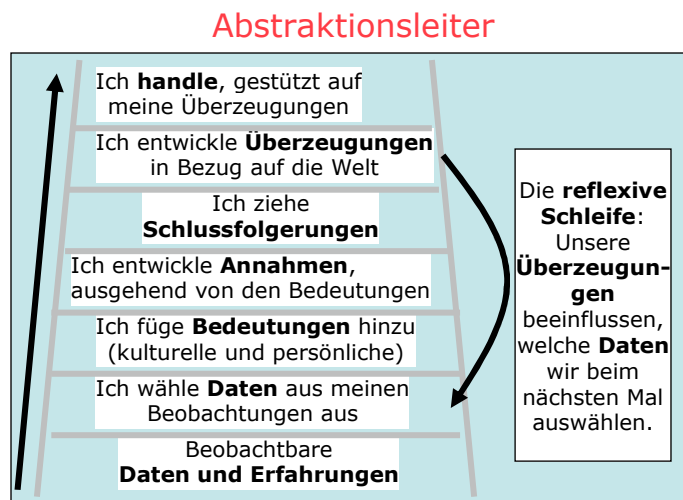 Abstraktionsleiter
Ich handle, gestützt auf
meine Überzeugungen
Ich entwickle Überzeugungen
in Bezug auf die Welt
Ich ziehe
Schlussfolgerungen
Ich entwickle Annahmen,
ausgehend von den Bedeutungen
Ich füge Bedeutungen hinzu
(kulturelle und persönliche)
Ich wähle Daten aus meinen
Beobachtungen aus
Beobachtbare
Daten und Erfahrungen
Die reflexive
Schleife:
Unsere
Überzeugun-
gen
beeinflussen,
welche Daten
wir beim
nächsten Mal
auswählen.